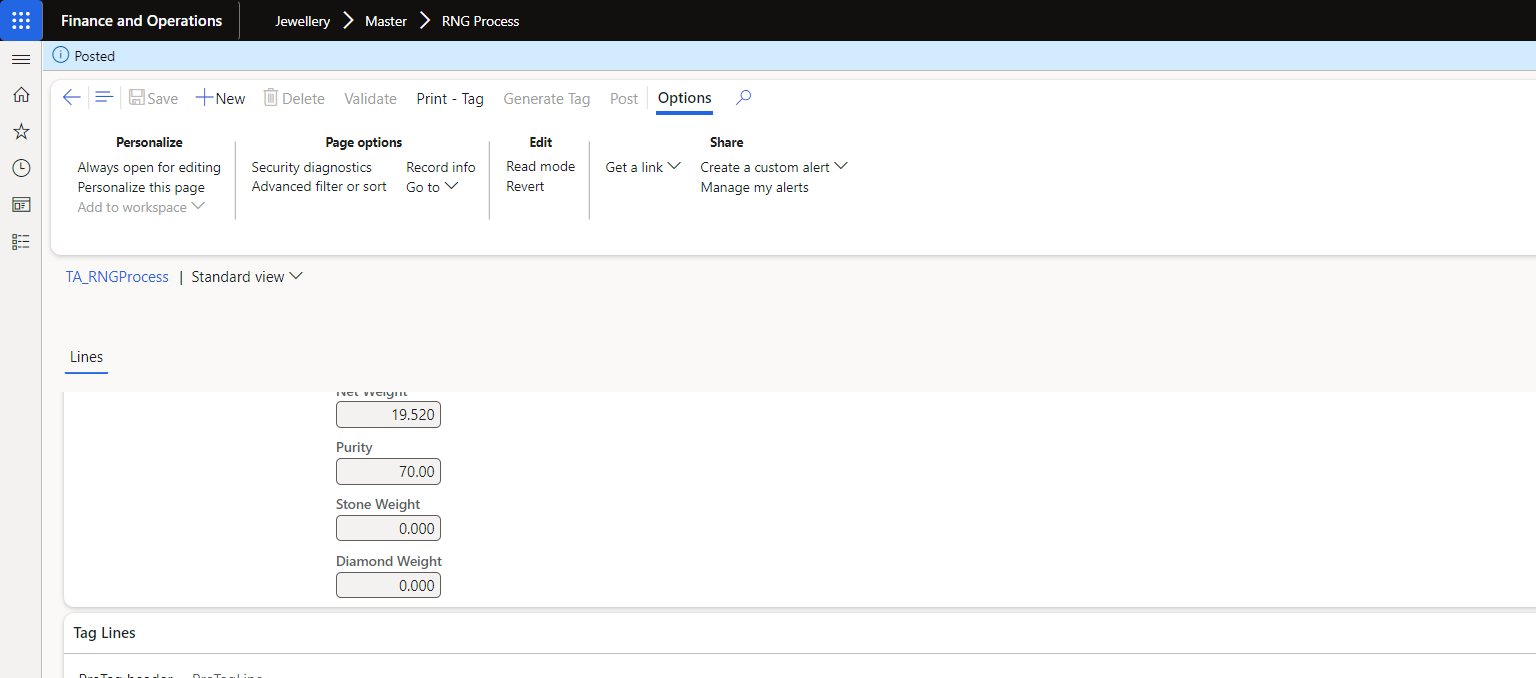 Finance and Operations Jewellery Master RNG Process
Posted
Save New Delete Validate Print - Tag Generate Tag Post Options
Personalize Page options Edit Share
Always open for editing Security diagnostics Record info Read mode Get a link Create a custom alert
Personalize this page Advanced filter or sort Go to Revert Manage my alerts
Add to workspace
TA_RNGProcess | Standard view
Lines
Net Weight
19.520
Purity
70.00
Stone Weight
0.000
Diamond Weight
0.000
Tag Lines